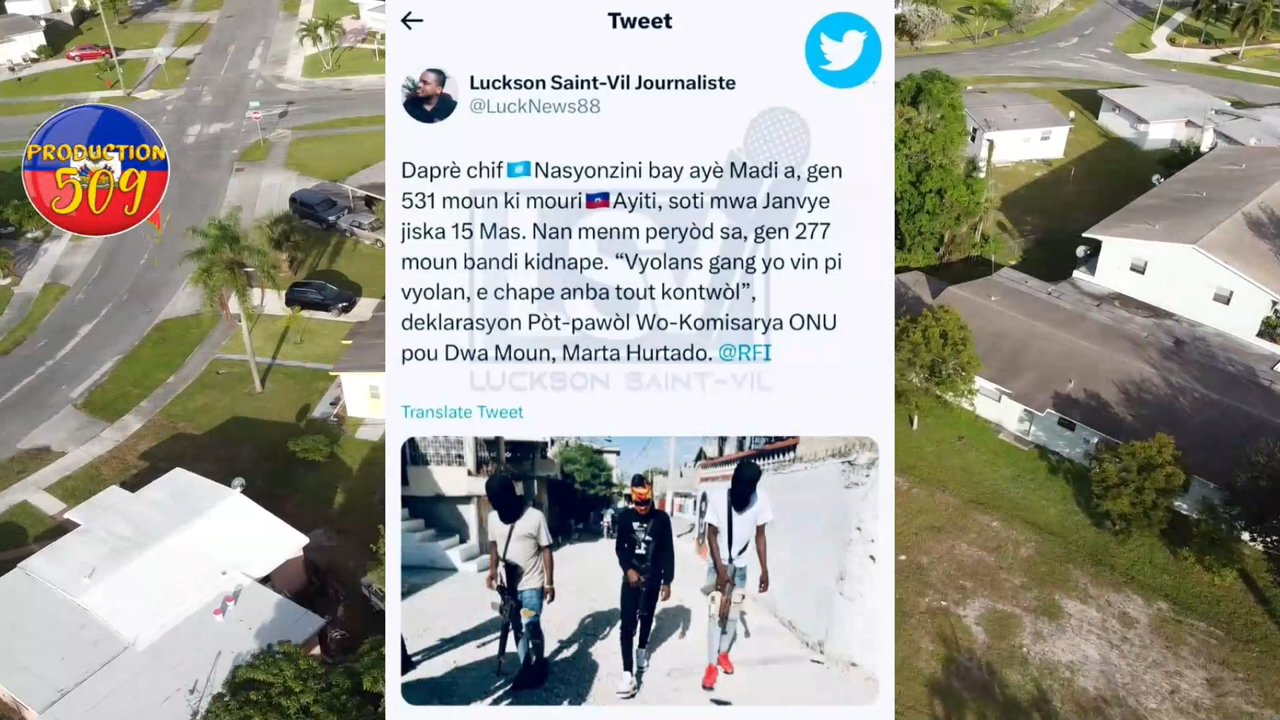 Tweet
Luckson Saint-Vil Journaliste
@LuckNews88
PRODUCTION
509
Daprè chif Nasyonzini bay ayè Madi a, gen
531 moun ki mouri Ayiti, soti mwa Janvye
jiska 15 Mas. Nan menm peryòd sa, gen 277
moun bandi kidnape. “Vyolans gang yo vin pi
vyolan, e chape anba tout kontwòl”,
deklarasyon Pòt-pawòl Wo-Komisarya ONU
pou Dwa Moun, Marta Hurtado. @RFI
LUCKSON SAINT-VIL
Translate Tweet